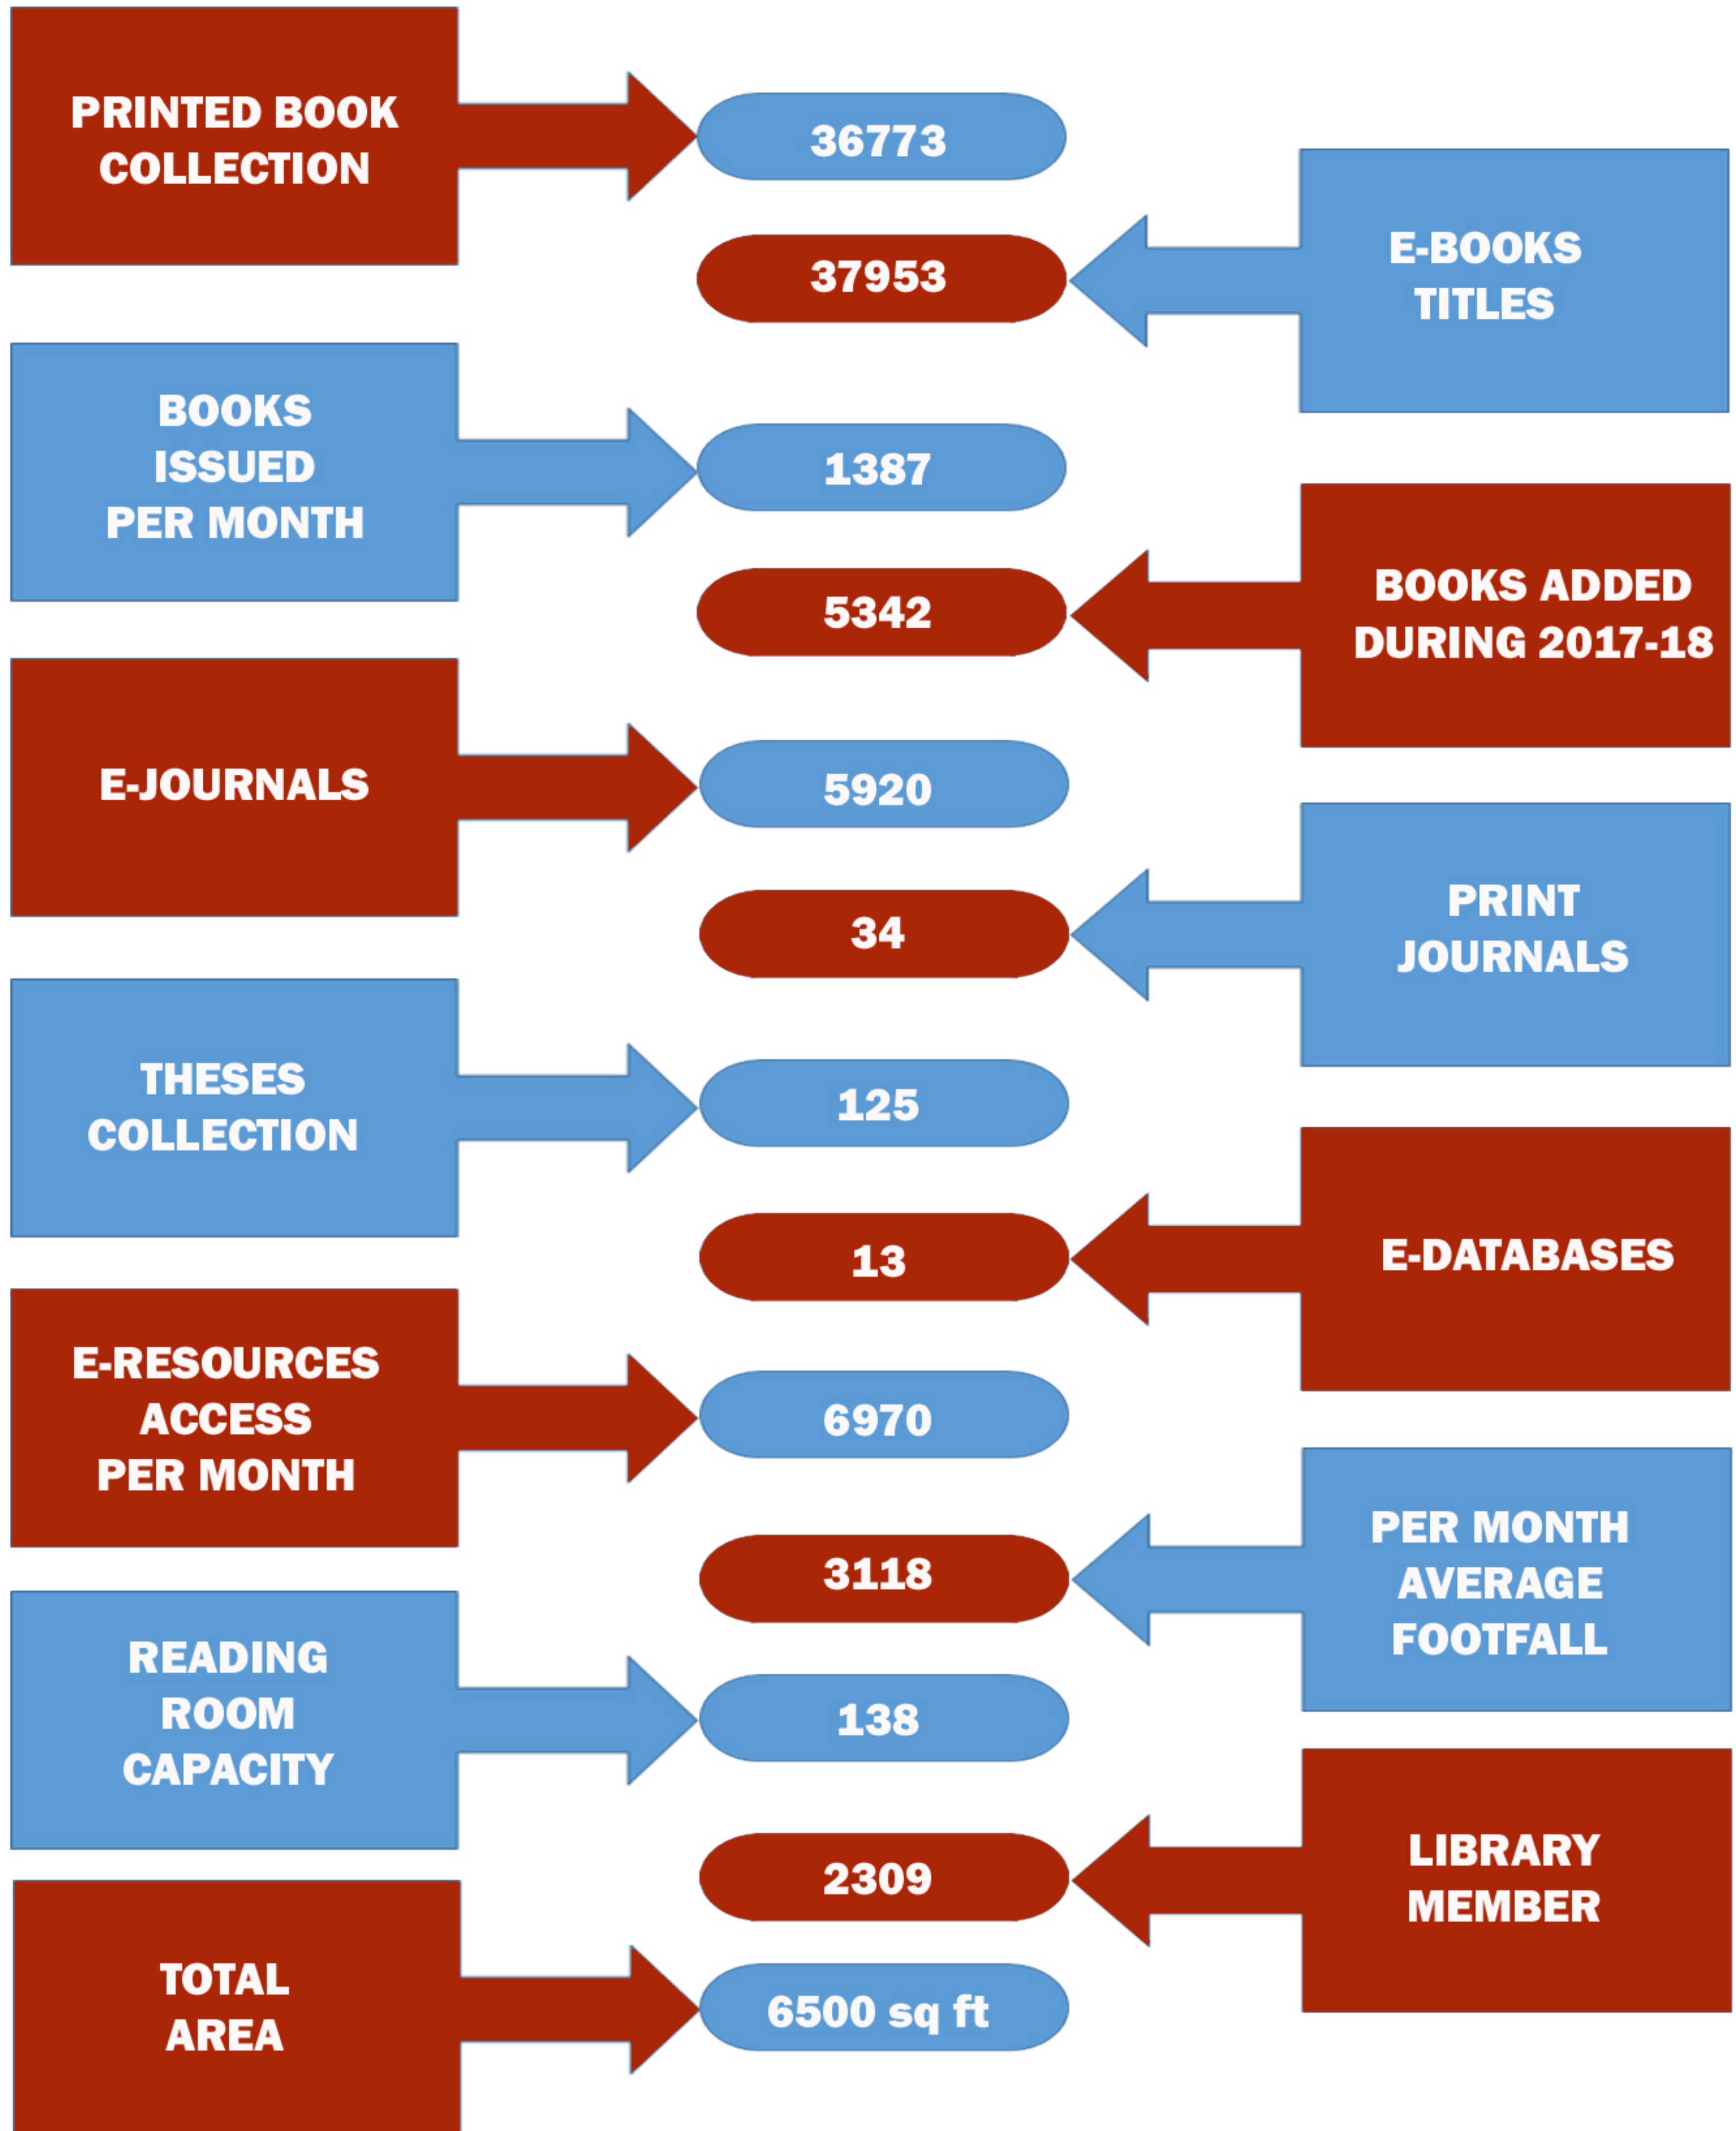 PRINTED BOOK
COLLECTION
36773
E-BOOKS
TITLES
37953
BOOKS
ISSUED
PER MONTH
1387
BOOKS ADDED
DURING 2017-18
5342
E-JOURNALS
5920
PRINT
JOURNALS
34
THESES
COLLECTION
125
E-DATABASES
13
E-RESOURCES
ACCESS
PER MONTH
6970
PER MONTH
AVERAGE
FOOTFALL
3118
READING
ROOM
CAPACITY
138
LIBRARY
MEMBER
2309
TOTAL
AREA
6500 sq ft